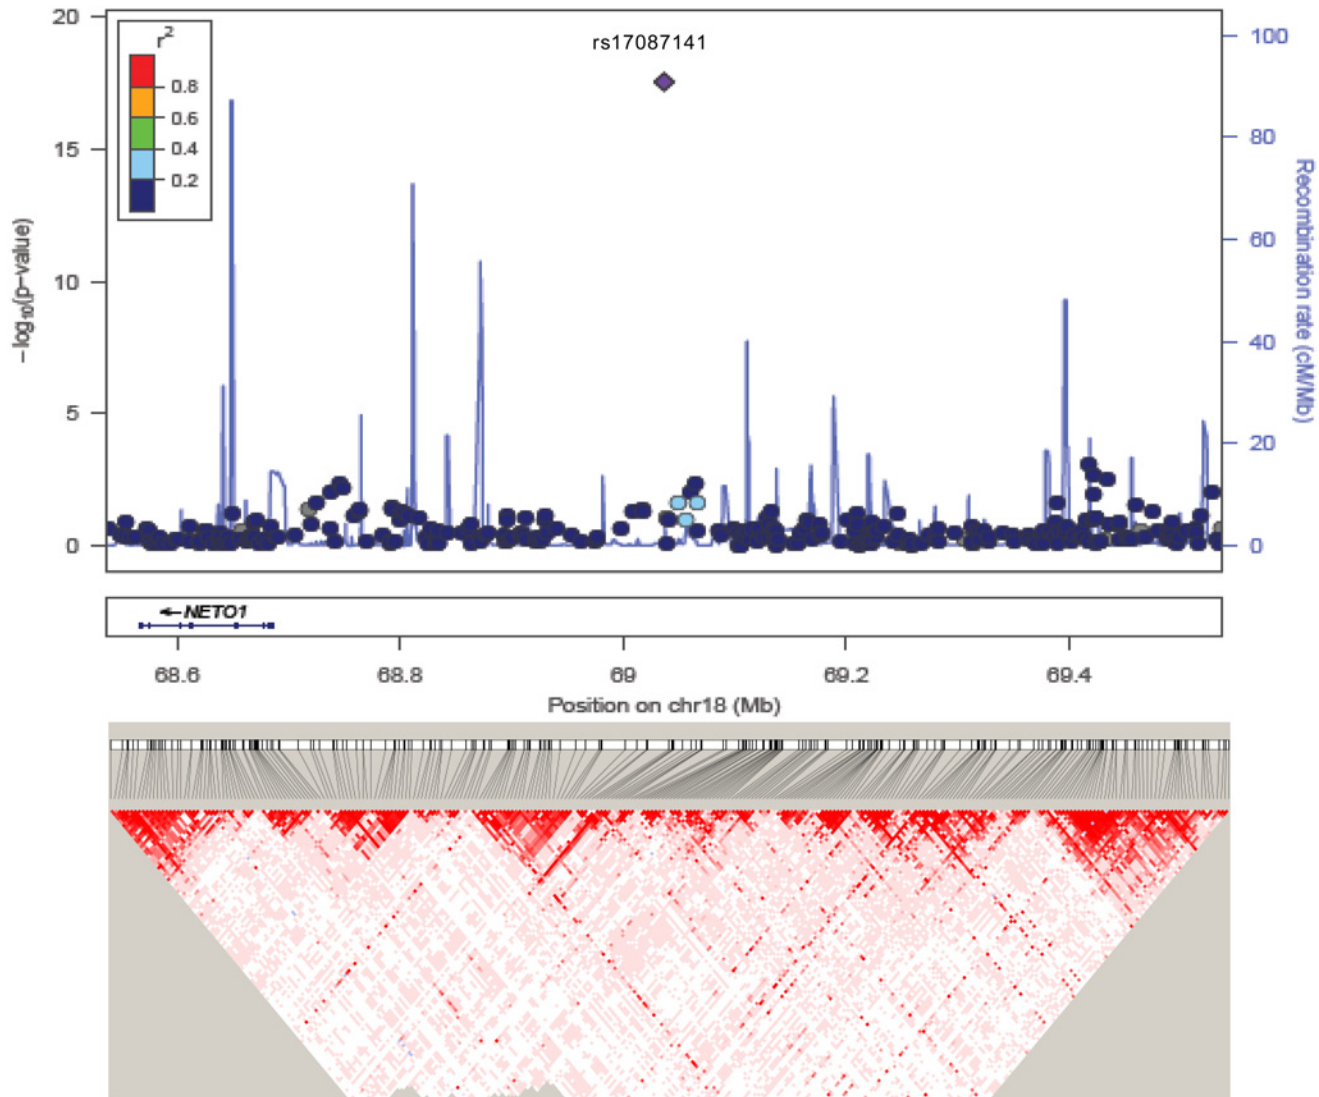 20
15
10
5
0
−log10(p−value)
r2
0.8
0.6
0.4
0.2
rs17087141
100
80
60
40
20
0
Recombination rate (cM/Mb)
←NETO1
68.6 68.8 69 69.2 69.4
Position on chr18 (Mb)